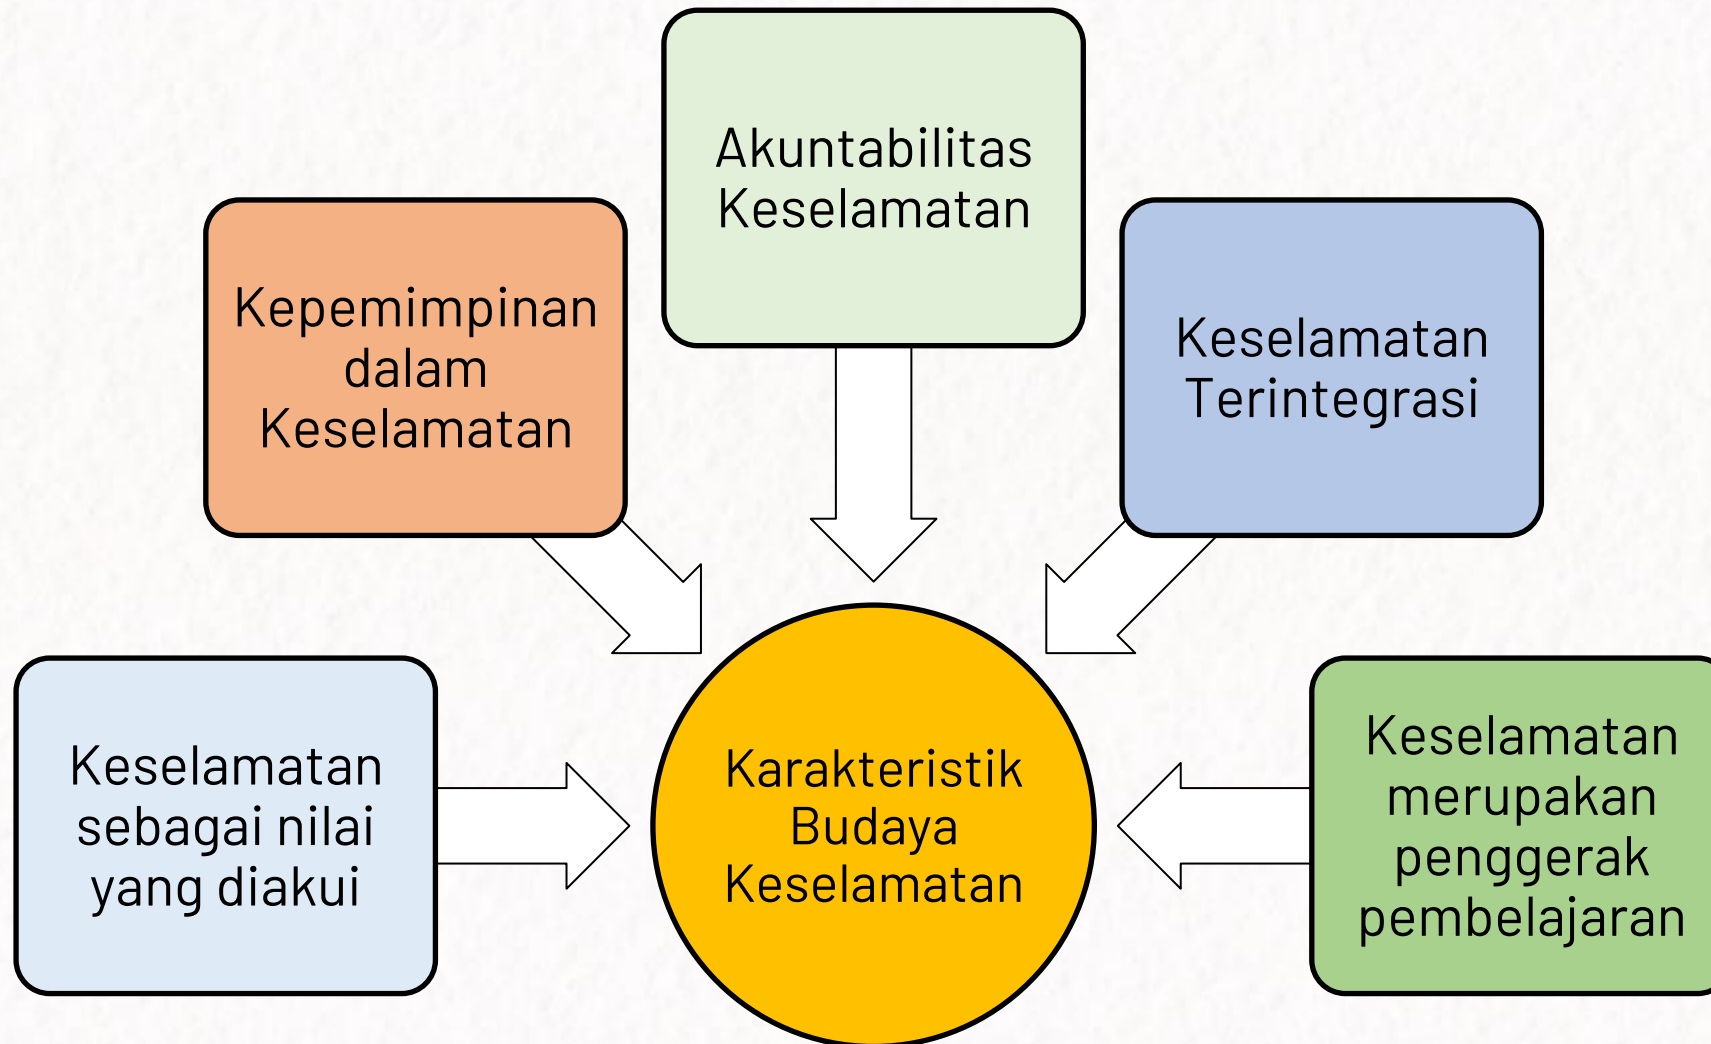 Akuntabilitas
Keselamatan
Kepemimpinan
dalam
Keselamatan
Keselamatan
Terintegrasi
Keselamatan
sebagai nilai
yang diakui
Karakteristik
Budaya
Keselamatan
Keselamatan
merupakan
penggerak
pembelajaran